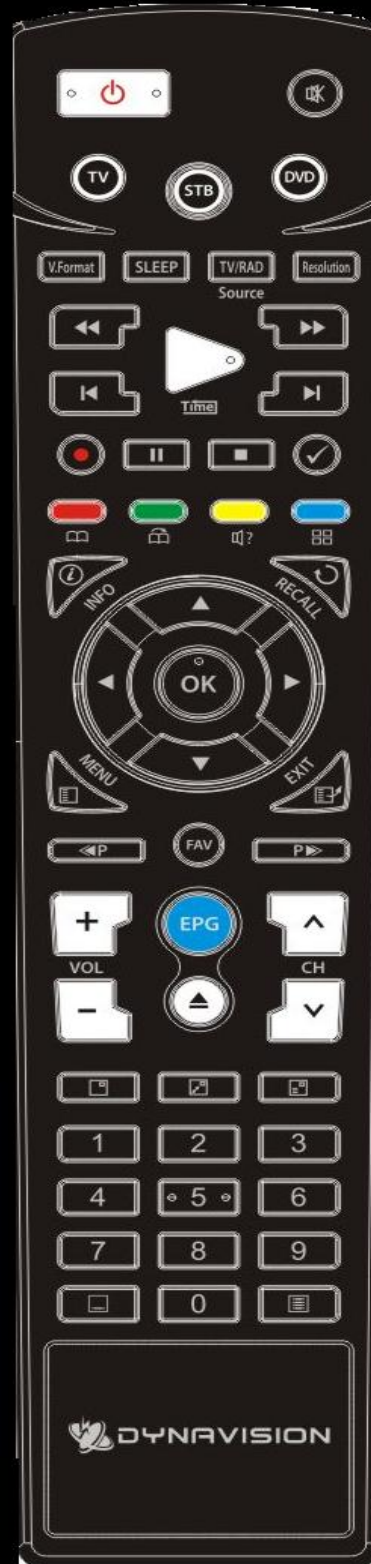 TV STB DVD
V.Format SLEEP TV/RAD Resolution
Source
Time
?
INFO RECALL
OK
MENU EXIT
P FAV P
+ EPG
VOL CH
-
1 2 3
4 5 6
7 8 9
0
DYNAVISION